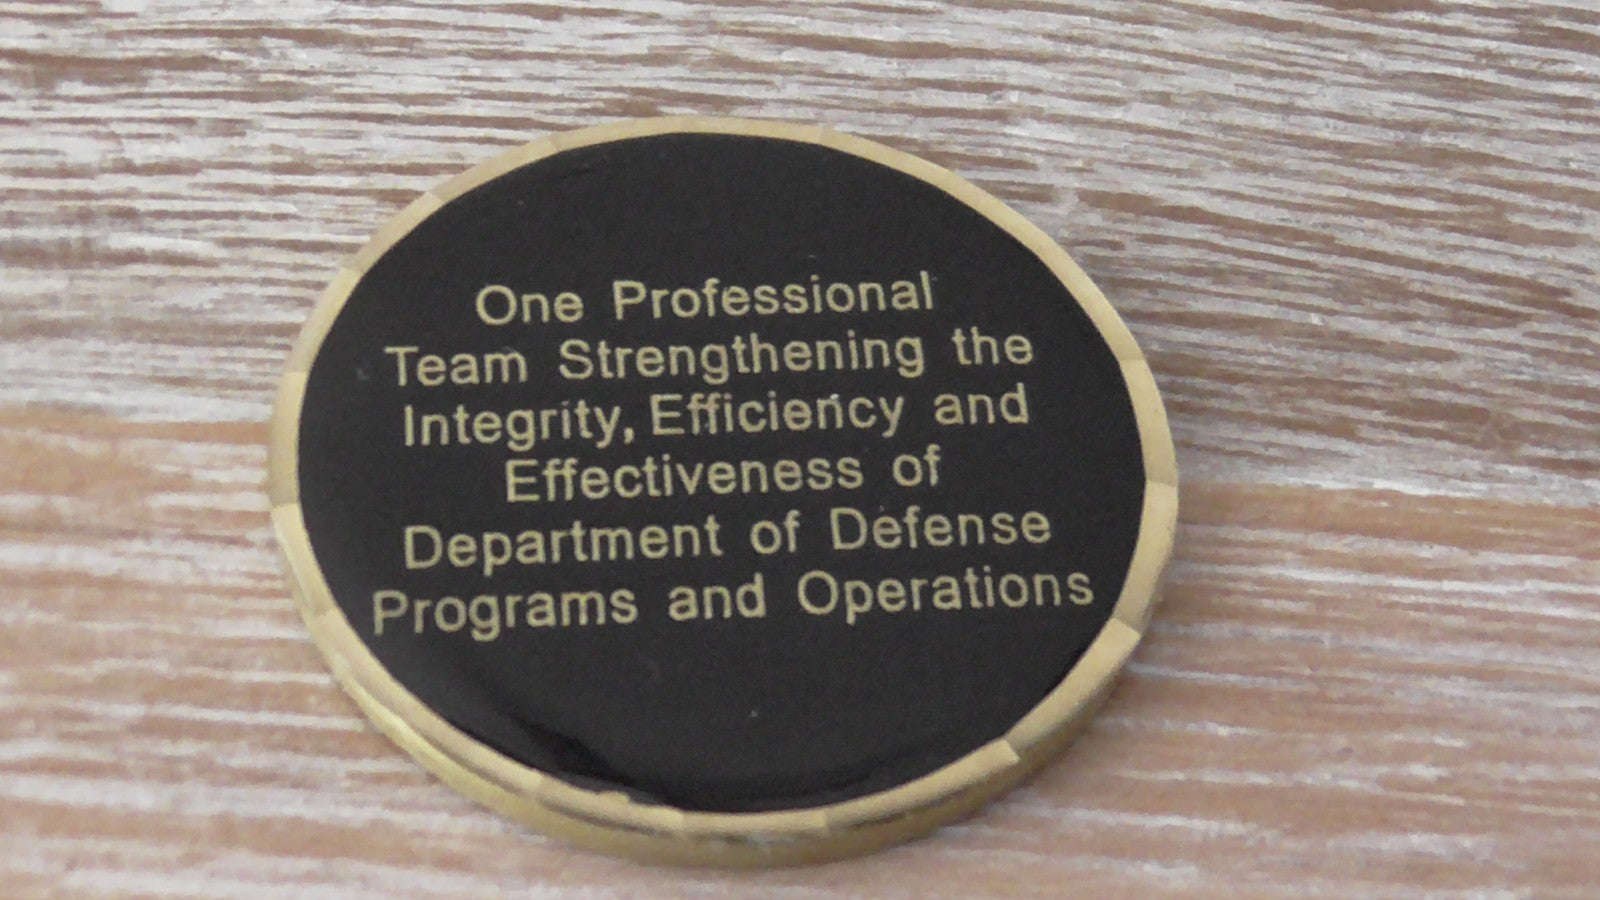 One Professional
Team Strengthening the
Integrity, Efficiency and
Effectiveness of
Department of Defense
Programs and Operations